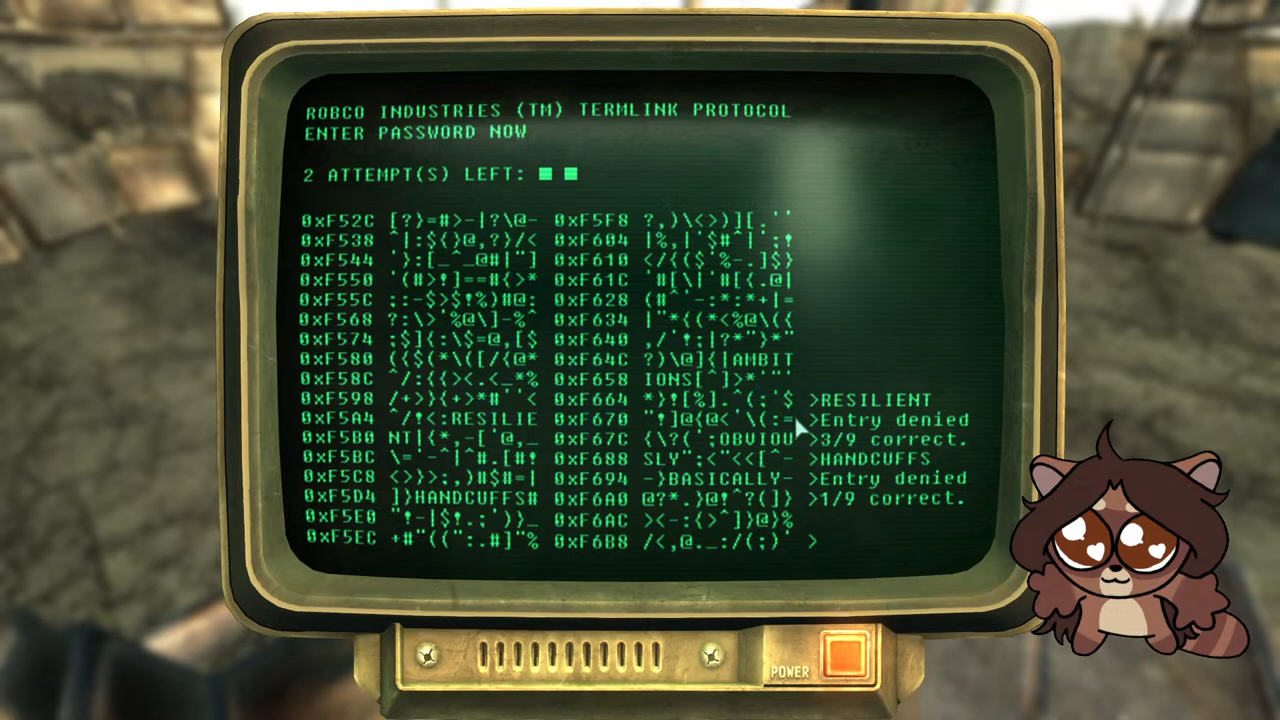 ROBCO INDUSTRIES (TM) TERMLINK PROTOCOL
ENTER PASSWORD NOW
2 ATTEMPT(S) LEFT: ■ ■
0xF52C [?}=#>-|?\@- 0xF5F8 ?,)\<>)][.''
0xF538 ^|:${}@,?}/< 0xF604 |%,|'$#^|';!
0xF544 '}:[_^_@#|"] 0xF610 </{($'%-.]$}
0xF550 '(#>!]==#{>* 0xF61C '#[\|'#[{.@|
0xF55C ;:-$>$!%)#@: 0xF628 (#^'-:*:*+|=
0xF568 ?:\>'%@\]-%^ 0xF634 |"*{(*<%@\({
0xF574 ;$]{:\$=@,[$ 0xF640 ,/'!;|?*"}*"
0xF580 ({$(*\([/{@* 0xF64C ?)\@]{|AMBIT
0xF58C ^/:{{><.<_*% 0xF658 IONS[^]>*'"'
0xF598 /+>}{+>*#''< 0xF664 *}![%].^(;'$ >RESILIENT
0xF5A4 ^/!<:RESILIE 0xF670 "!]@{@<'\(:= >Entry denied
0xF5B0 NT|{*,-['@,_ 0xF67C {\?(';OBVIOU >3/9 correct.
0xF5BC \='-^|^#.[#! 0xF688 SLY";<"<<[^- >HANDCUFFS
0xF5C8 <>}>;,)#$#=| 0xF694 -}BASICALLY- >Entry denied
0xF5D4 ]}HANDCUFFS# 0xF6A0 @?*.}@!^?(]} >1/9 correct.
0xF5E0 "!-|$!.;')}_ 0xF6AC ><-:{>^]}@}%
0xF5EC +#"((":.#]"% 0xF6B8 /<,@._:/(;)' >
POWER